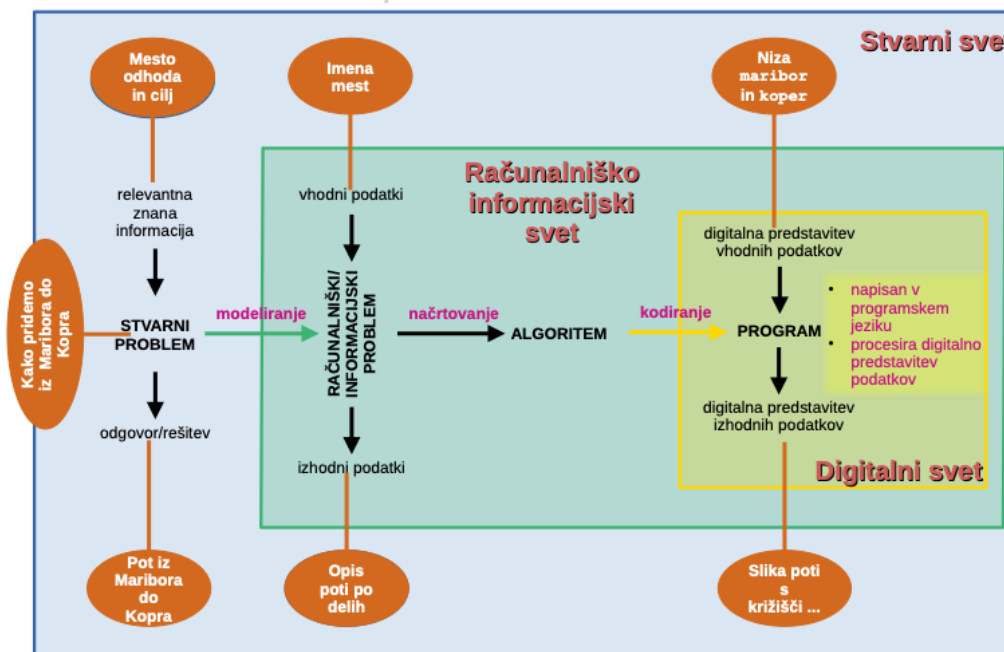 Stvarni sve
Mesto
odhoda
in cilj
Imena
mest
Niza
maribor
in koper
Računalniško
informacijski
svet
relevantna
znana
informacija
vhodni podatki
digitalna predstavitev
vhodnih podatkov
Kako pridemo
iz Maribora do
Kopra
STVARNI
PROBLEM
modeliranje
RAČUNALNIŠKI/
INFORMACIJSKI
PROBLEM
načrtovanje
ALGORITEM
kodiranje
PROGRAM
• napisan v
programskem
jeziku
• procesira digitalno
predstavitev
podatkov
odgovor/rešitev
izhodni podatki
digitalna predstavitev
izhodnih podatkov
Digitalni svet
Pot iz
Maribora
do
Kopra
Opis
poti po
delih
Slika poti
s
križišči ...